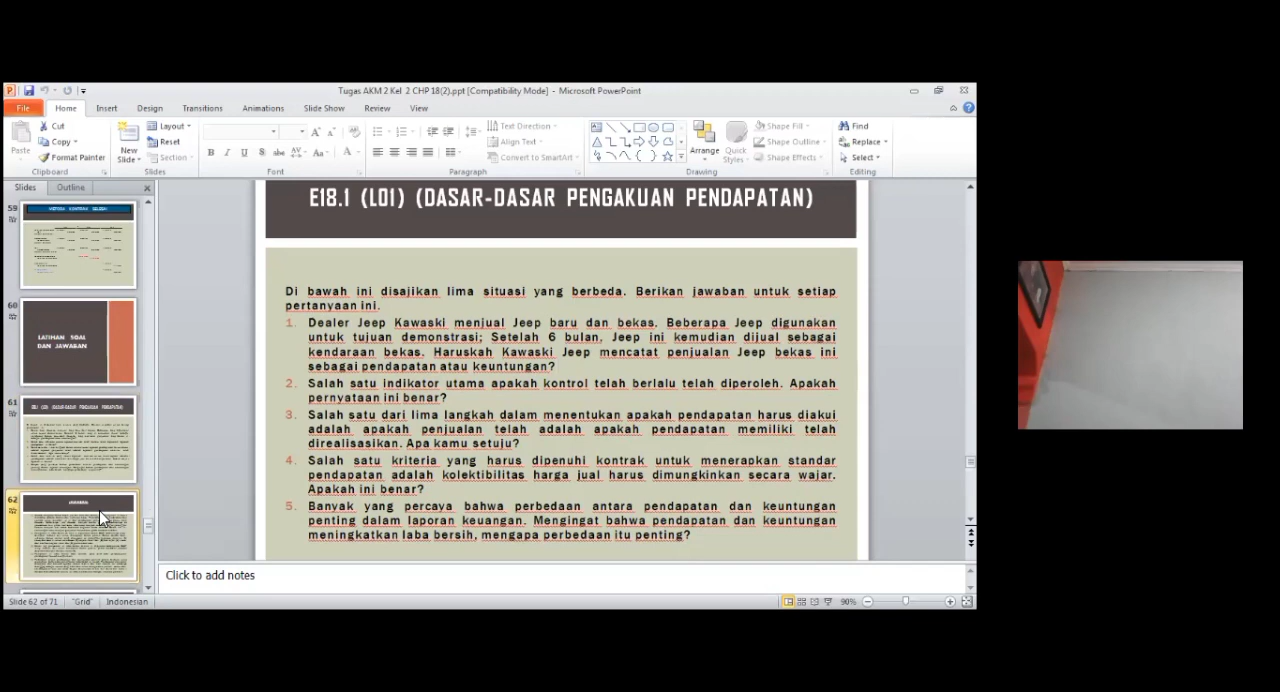 Tugas AKM 2 Kel 2 CHP 18(2).ppt [Compatibility Mode] - Microsoft PowerPoint
File Home Insert Design Transitions Animations Slide Show Review View
Paste Cut Copy Format Painter
New Slide Layout Reset Section
Text Direction Align Text Convert to SmartArt
Arrange Quick Styles Shape Fill Shape Outline Shape Effects
Find Replace Select
Clipboard Slides Font Paragraph Drawing Editing
Slides Outline
59
60
LATIHAN SOAL
DAN JAWABAN
61
62
JAWABAN
E18.1 (LO1) (DASAR-DASAR PENGAKUAN PENDAPATAN)
Di bawah ini disajikan lima situasi yang berbeda. Berikan jawaban untuk setiap
pertanyaan ini.
1. Dealer Jeep Kawaski menjual Jeep baru dan bekas. Beberapa Jeep digunakan
untuk tujuan demonstrasi; Setelah 6 bulan, Jeep ini kemudian dijual sebagai
kendaraan bekas. Haruskah Kawaski Jeep mencatat penjualan Jeep bekas ini
sebagai pendapatan atau keuntungan?
2. Salah satu indikator utama apakah kontrol telah berlalu telah diperoleh. Apakah
pernyataan ini benar?
3. Salah satu dari lima langkah dalam menentukan apakah pendapatan harus diakui
adalah apakah penjualan telah adalah apakah pendapatan memiliki telah
direalisasikan. Apa kamu setuju?
4. Salah satu kriteria yang harus dipenuhi kontrak untuk menerapkan standar
pendapatan adalah kolektibilitas harga jual harus dimungkinkan secara wajar.
Apakah ini benar?
5. Banyak yang percaya bahwa perbedaan antara pendapatan dan keuntungan
penting dalam laporan keuangan. Mengingat bahwa pendapatan dan keuntungan
meningkatkan laba bersih, mengapa perbedaan itu penting?
Click to add notes
Slide 62 of 71 "Grid" Indonesian 90%